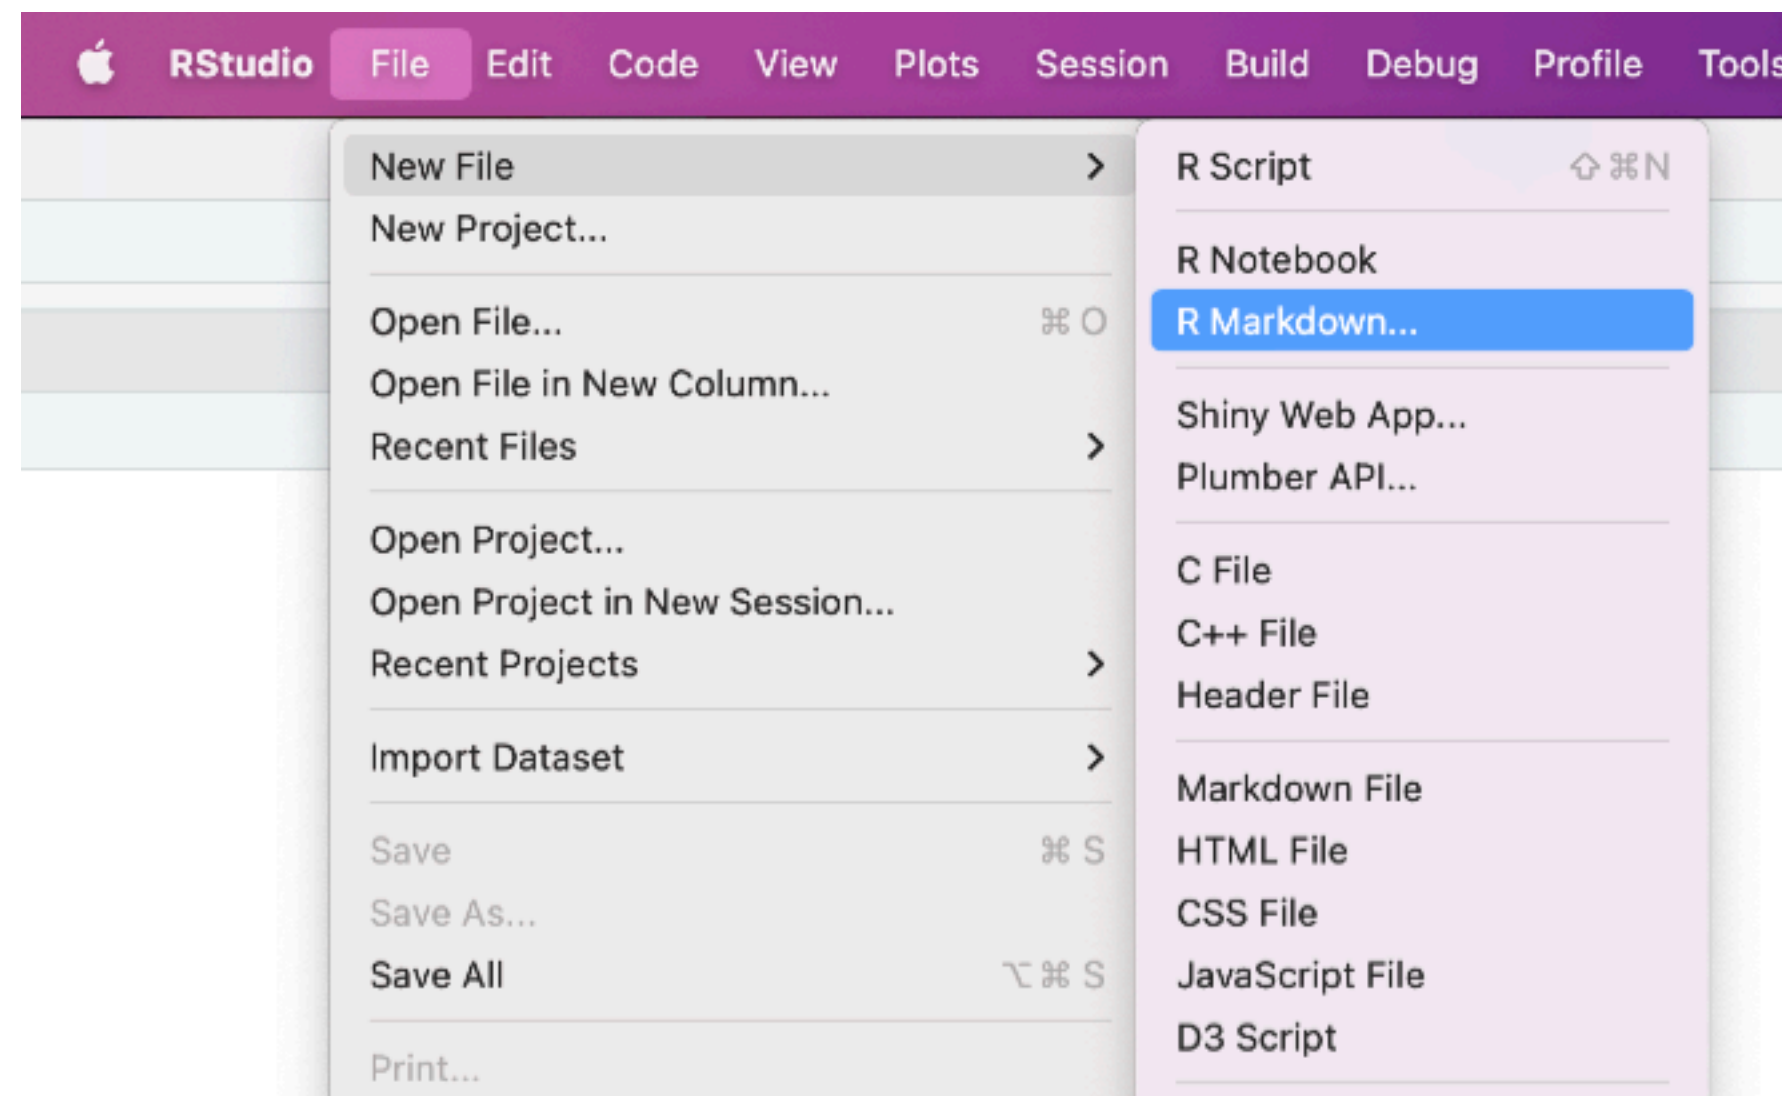 RStudio File Edit Code View Plots Session Build Debug Profile Tools
New File
New Project...
Open File... ⌘ O
Open File in New Column...
Recent Files
Open Project...
Open Project in New Session...
Recent Projects
Import Dataset
Save ⌘ S
Save As...
Save All ⌥ ⌘ S
Print...
R Script ⇧ ⌘ N
R Notebook
R Markdown...
Shiny Web App...
Plumber API...
C File
C++ File
Header File
Markdown File
HTML File
CSS File
JavaScript File
D3 Script